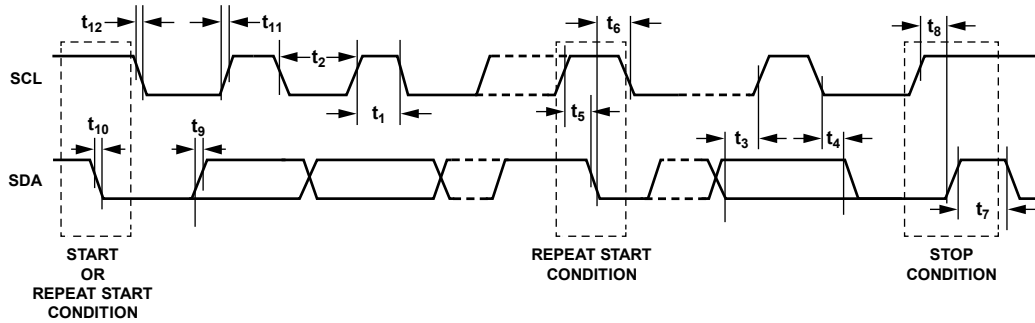 t12
t11
t2
t6
t8
SCL
t1
t5
t10
t9
t3
t4
SDA
t7
START
OR
REPEAT START
CONDITION
REPEAT START
CONDITION
STOP
CONDITION